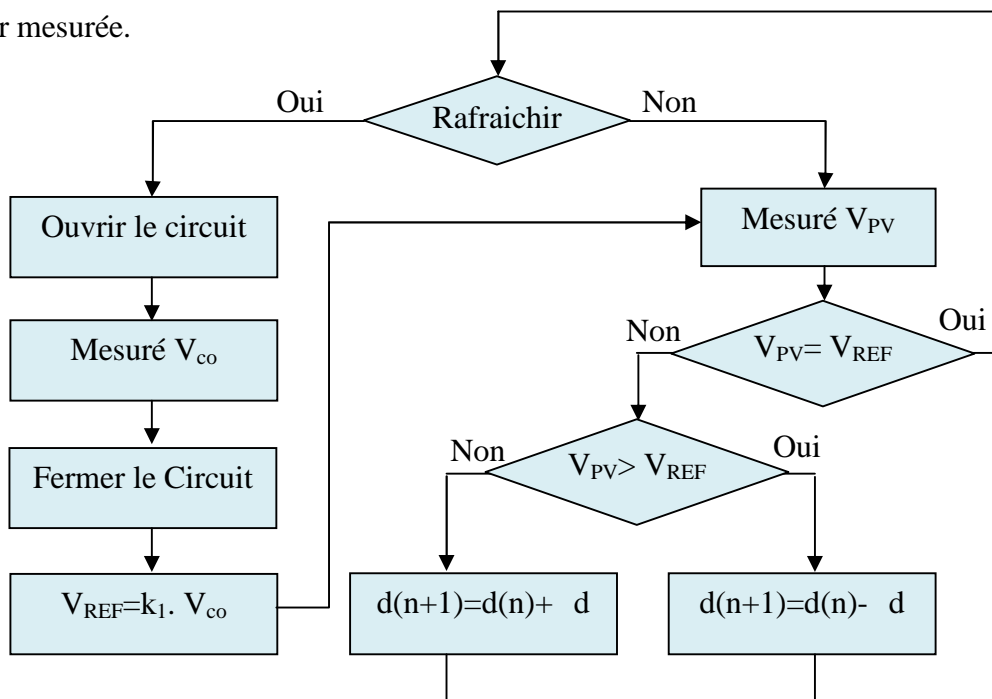 r mesurée.
Oui
Non
Rafraichir
Ouvrir le circuit
Mesuré V_PV
Mesuré V_co
Non
V_PV= V_REF
Oui
Fermer le Circuit
Non
V_PV> V_REF
Oui
V_REF=k_1. V_co
d(n+1)=d(n)+ d
d(n+1)=d(n)- d